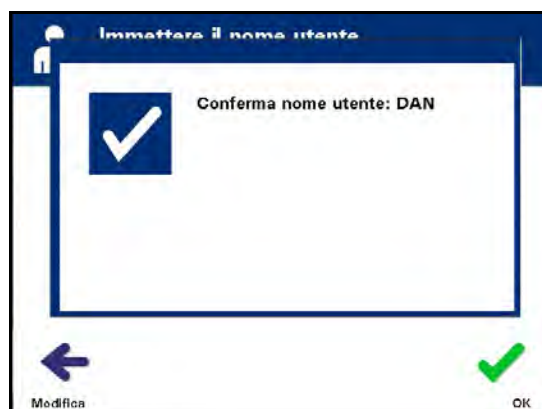 Immettere il nome utente
Conferma nome utente: DAN
Modifica
OK